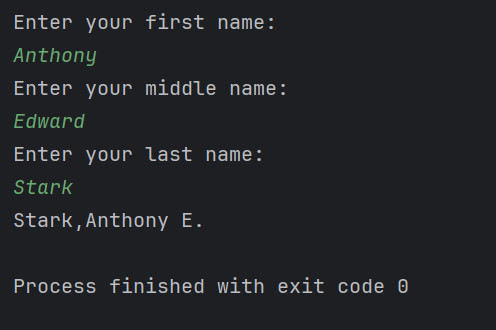 Enter your first name:
Anthony
Enter your middle name:
Edward
Enter your last name:
Stark
Stark,Anthony E.
Process finished with exit code 0